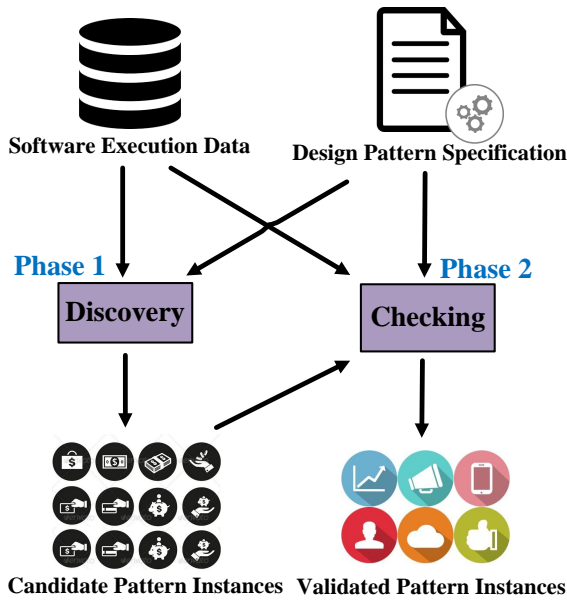 Software Execution Data
Design Pattern Specification
Phase 1
Phase 2
Discovery
Checking
Candidate Pattern Instances
Validated Pattern Instances